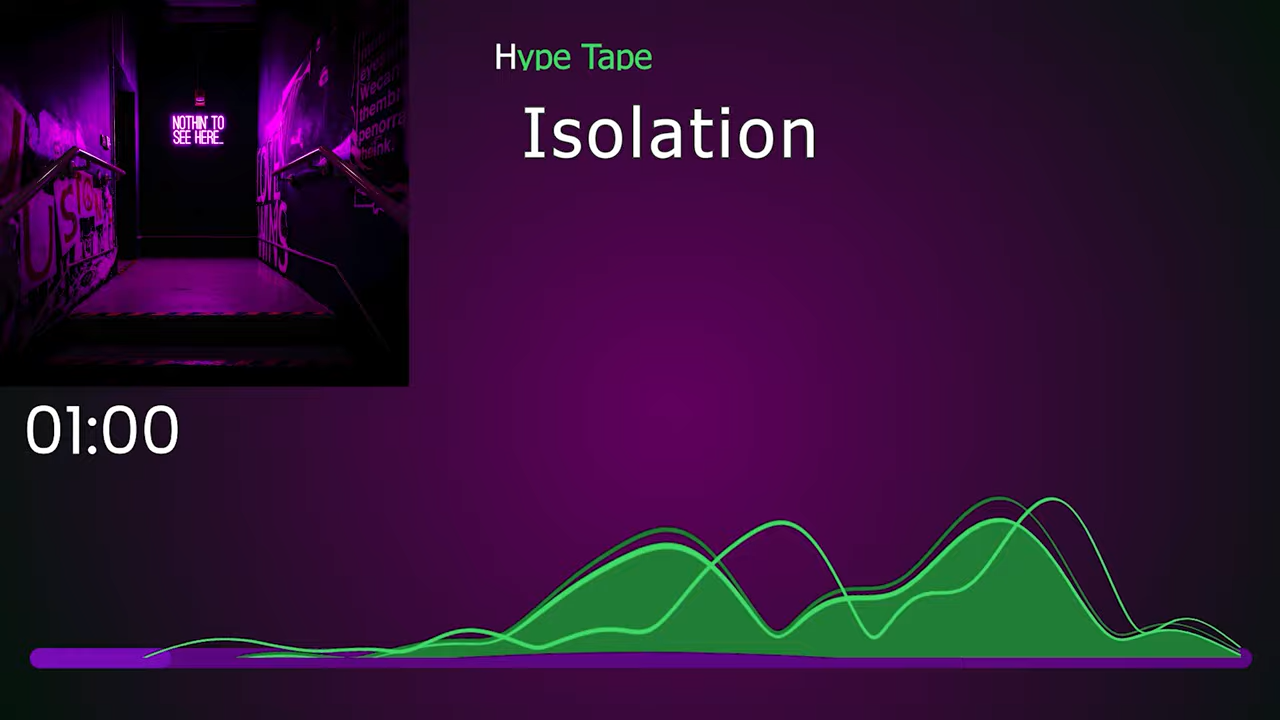 Hype Tape
Isolation
NOTHIN' TO
SEE HERE...
01:00